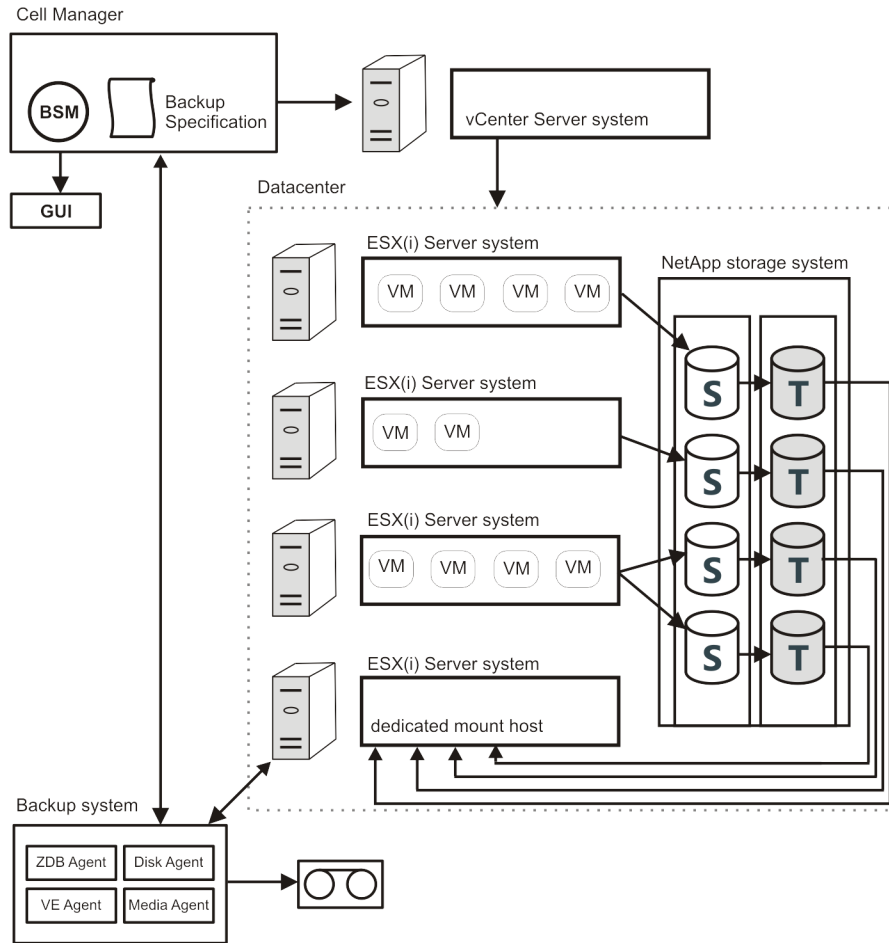 Cell Manager
BSM
Backup
Specification
GUI
vCenter Server system
Datacenter
ESX(i) Server system
VM VM VM VM
NetApp storage system
S T
ESX(i) Server system
VM VM
S T
ESX(i) Server system
VM VM VM VM
S T
S T
ESX(i) Server system
dedicated mount host
Backup system
ZDB Agent Disk Agent
VE Agent Media Agent